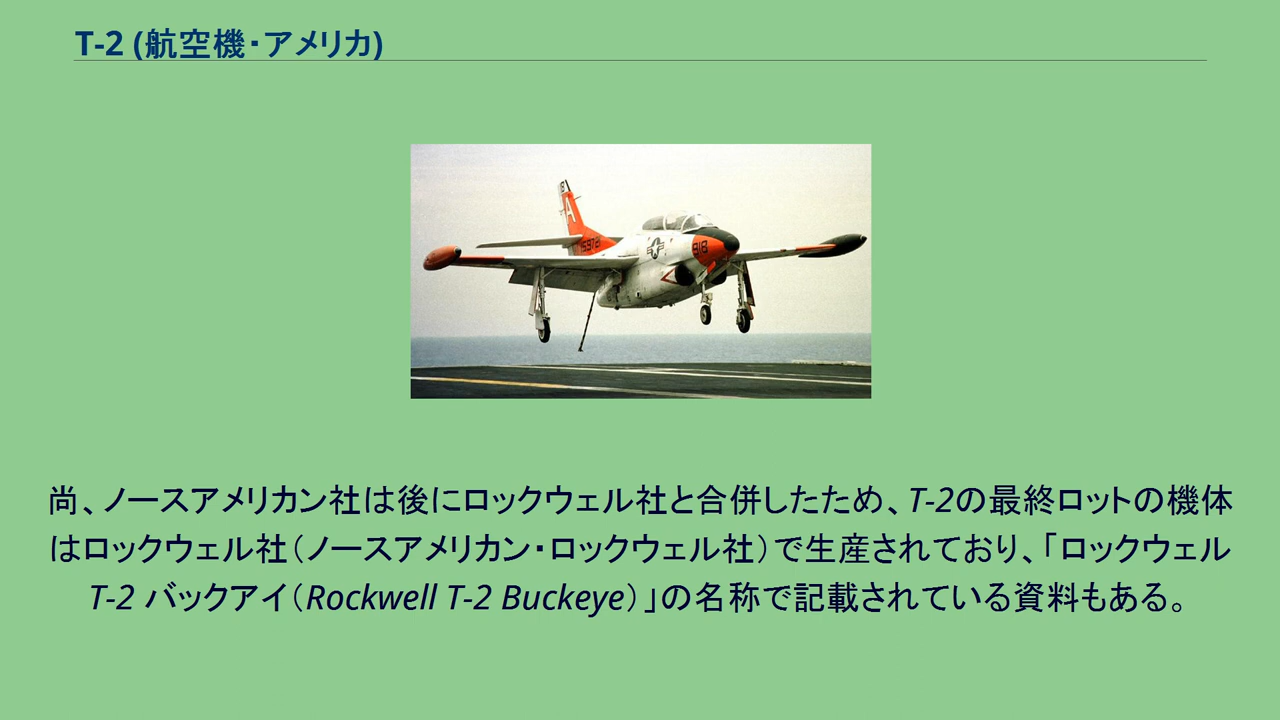 T-2 (航空機・アメリカ)
A
159721
818
尚、ノースアメリカン社は後にロックウェル社と合併したため、T-2の最終ロットの機体
はロックウェル社（ノースアメリカン・ロックウェル社）で生産されており、「ロックウェル
T-2 バックアイ（Rockwell T-2 Buckeye）」の名称で記載されている資料もある。